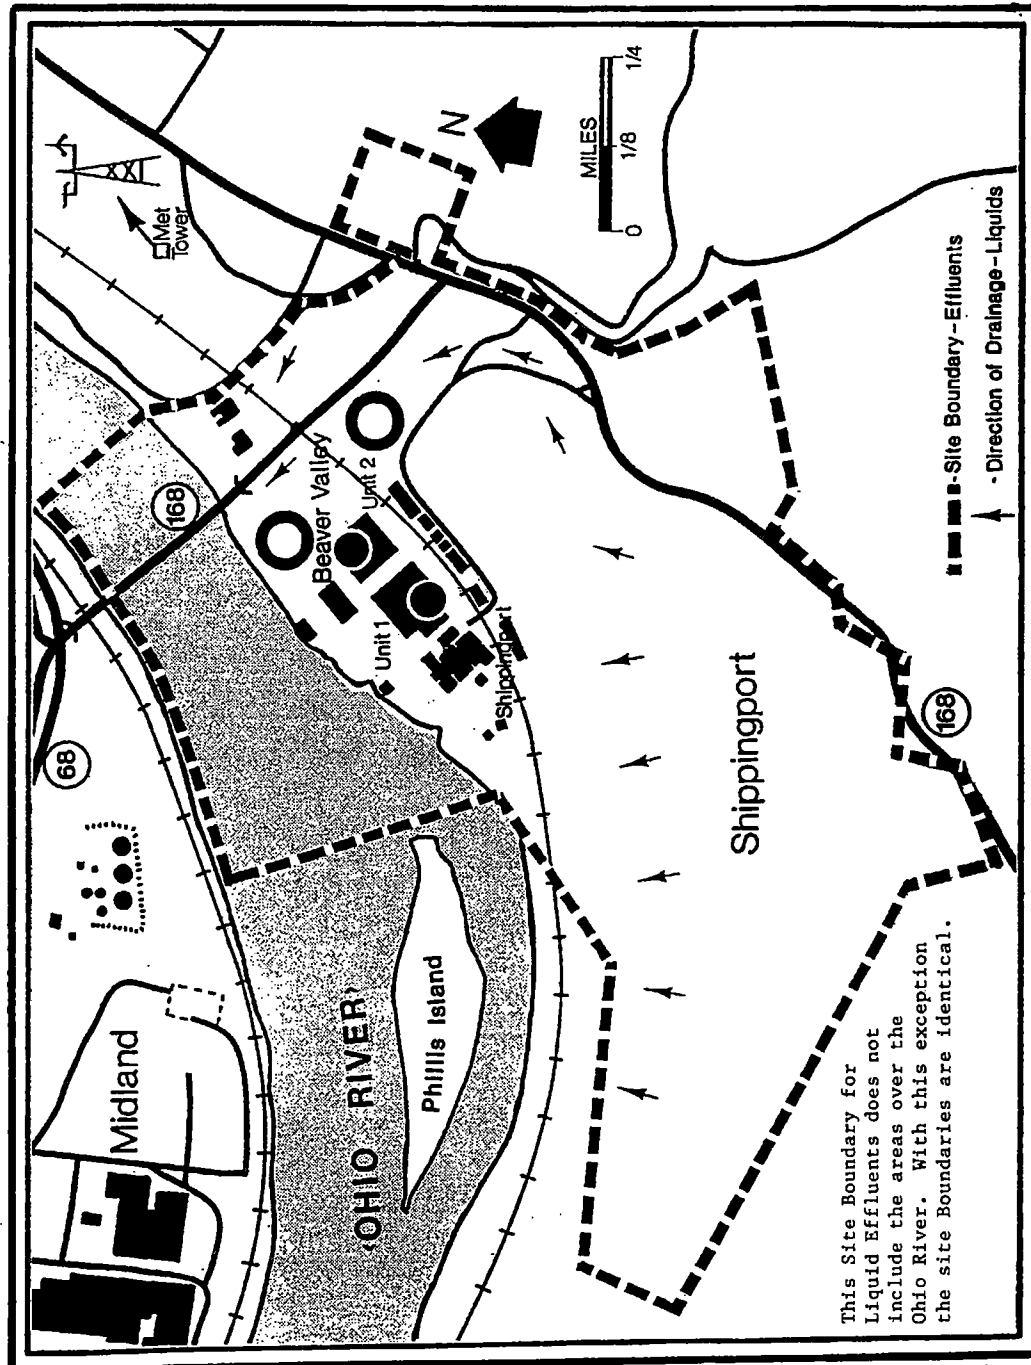 68
Midland
‹OHIO RIVER›
Phillis Island
168
Beaver Valley
Unit 1
Unit 2
Shippingport
Met
Tower
N
MILES
0
1/8
1/4
Shippingport
168
-Site Boundary-Effluents
-Direction of Drainage-Liquids
This Site Boundary for
Liquid Effluents does not
include the areas over the
Ohio River. With this exception
the site Boundaries are identical.